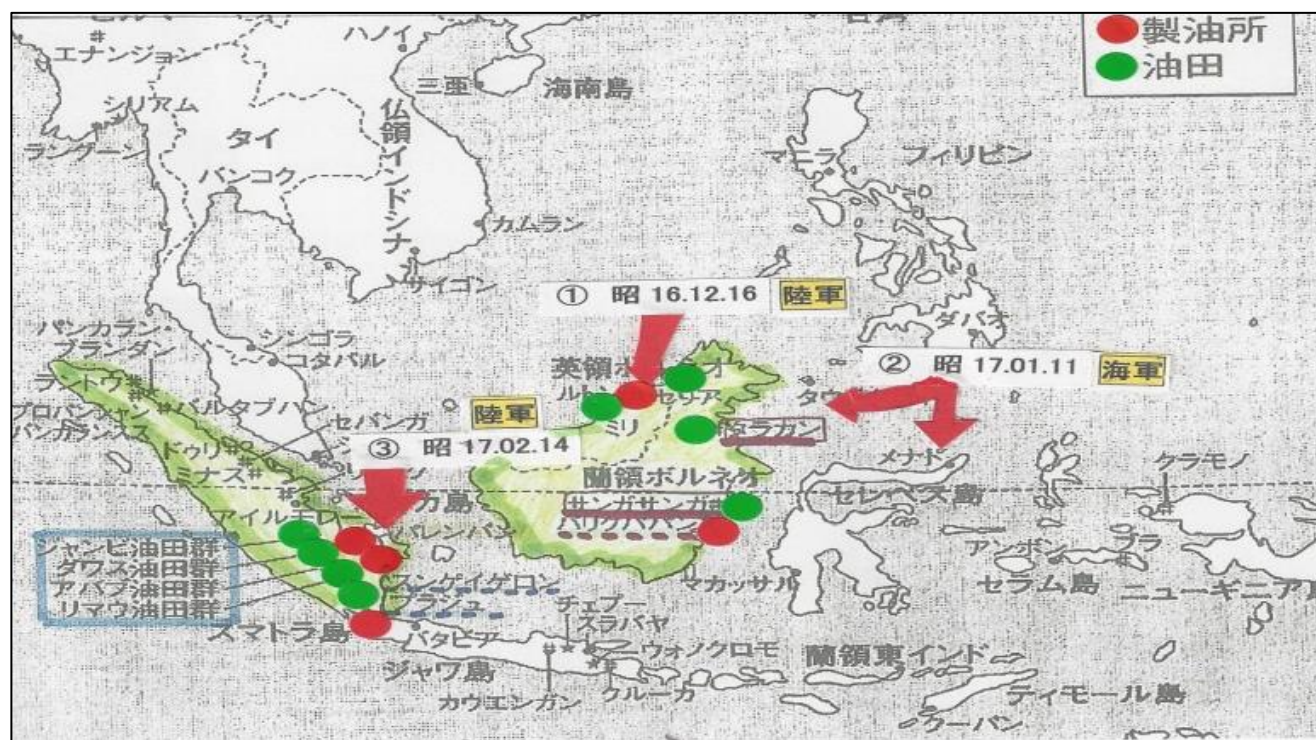 製油所
油田
ハノイ
エナンジョン
三亜
海南島
シリアム
ラングーン
タイ
仏領インドシナ
マニラ
フィリピン
バンコク
カムラン
サイゴン
① 昭 16.12.16
陸軍
パンカラン・
ブランダン
シンゴラ
コタバル
ダバオ
英領ボ
② 昭 17.01.11
海軍
ラントウ
セリア
タラカン
ミリ
陸軍
セバンガ
③ 昭 17.02.14
ドゥリ
ミナス
蘭領ボルネオ
メナド
クラモノ
セレベス島
サンガサンガ
バリクパパン
パレンバン
ジャンビ油田群
ダワス油田群
アバブ油田群
リマウ油田群
アンボン
ブラ
セラム島
ニューギニア
マカッサル
スンゲイゲロン
プラジュー
スマトラ島
バタビア
チェプー
スラバヤ
ウォノクロモ
ジャワ島
蘭領東インド
カウエンガン
クルーカ
ティモール島
クーパン